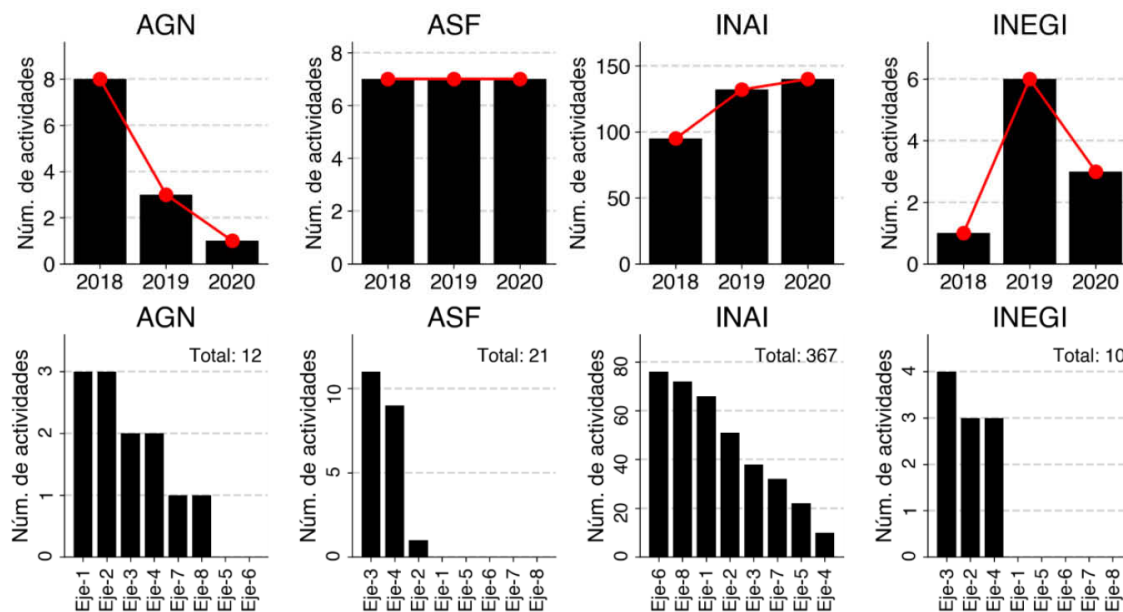 AGN
ASF
INAI
INEGI
Núm. de actividades
8
6
4
2
0
2018 2019 2020
Núm. de actividades
8
6
4
2
0
2018 2019 2020
Núm. de actividades
150
100
50
0
2018 2019 2020
Núm. de actividades
6
4
2
0
2018 2019 2020
AGN
ASF
INAI
INEGI
Total: 12
Núm. de actividades
3
2
1
0
Eje-1
Eje-2
Eje-3
Eje-4
Eje-7
Eje-8
Eje-5
Eje-6
Total: 21
Núm. de actividades
10
5
0
Eje-3
Eje-4
Eje-2
Eje-1
Eje-5
Eje-6
Eje-7
Eje-8
Total: 367
Núm. de actividades
80
60
40
20
0
Eje-6
Eje-8
Eje-1
Eje-2
Eje-3
Eje-7
Eje-5
Eje-4
Total: 10
Núm. de actividades
4
3
2
1
0
Eje-3
Eje-2
Eje-4
Eje-1
Eje-5
Eje-6
Eje-7
Eje-8